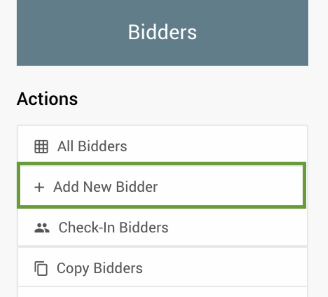 Bidders
Actions
All Bidders
Add New Bidder
Check-In Bidders
Copy Bidders